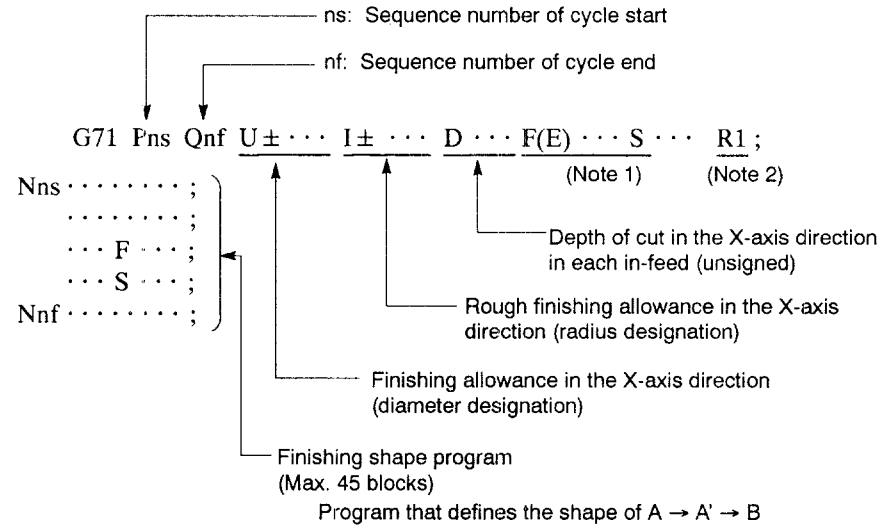 ns: Sequence number of cycle start
nf: Sequence number of cycle end
G71 Pns Qnf U± · · · I± · · · D · · · F(E) · · · S · · · R1 ;
(Note 1) (Note 2)
Nns · · · · · · · · ;
· · · · · · · · ;
· · · F · · · · ;
· · · S · · · · ;
Nnf · · · · · · · · ;
Depth of cut in the X-axis direction
in each in-feed (unsigned)
Rough finishing allowance in the X-axis
direction (radius designation)
Finishing allowance in the X-axis direction
(diameter designation)
Finishing shape program
(Max. 45 blocks)
Program that defines the shape of A → A' → B